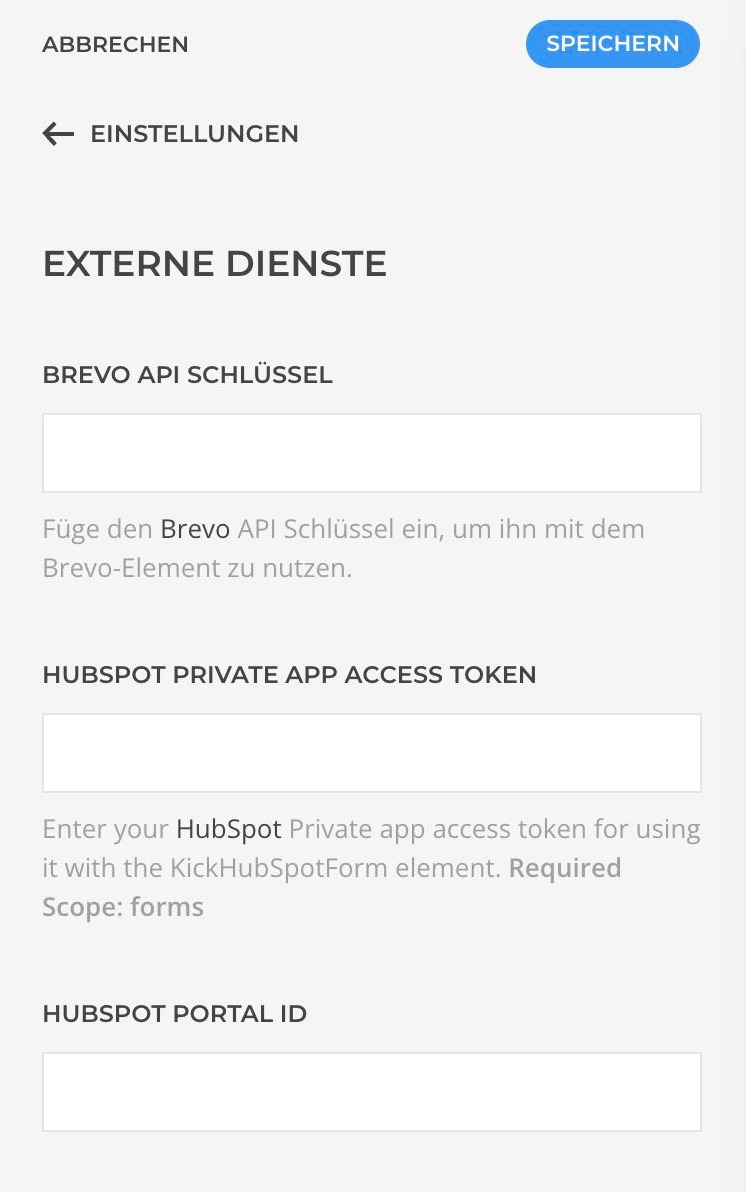 ABBRECHEN
SPEICHERN
EINSTELLUNGEN
EXTERNE DIENSTE
BREVO API SCHLÜSSEL
Füge den Brevo API Schlüssel ein, um ihn mit dem
Brevo-Element zu nutzen.
HUBSPOT PRIVATE APP ACCESS TOKEN
Enter your HubSpot Private app access token for using
it with the KickHubSpotForm element. Required
Scope: forms
HUBSPOT PORTAL ID